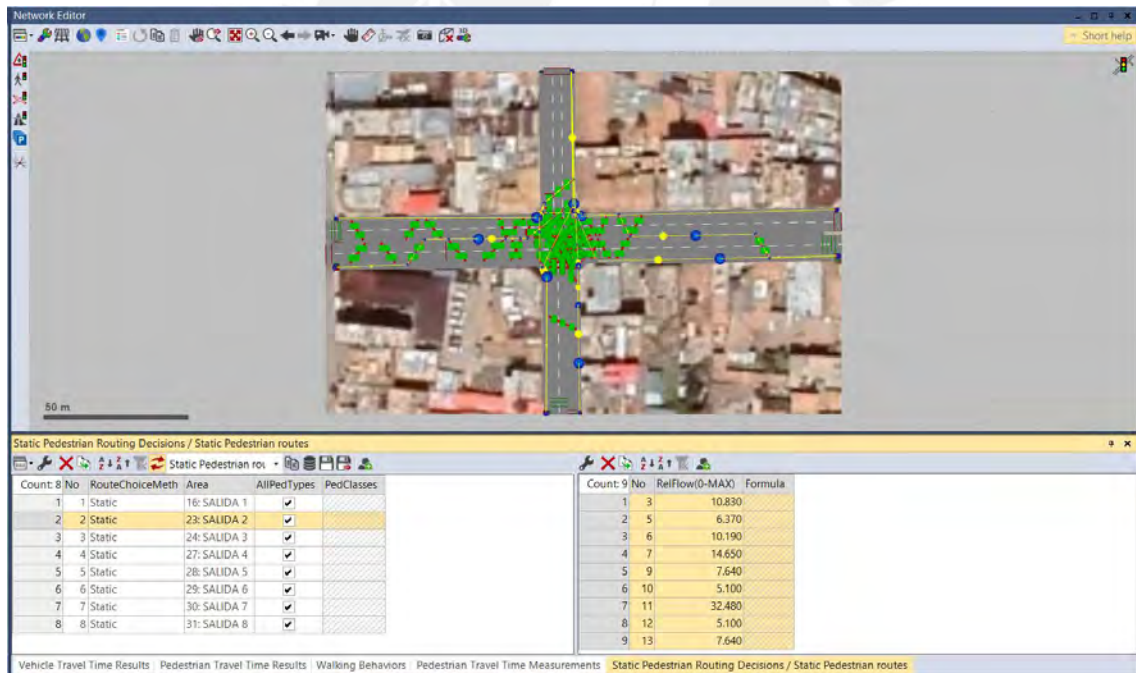 Network Editor
Short help
50 m
Static Pedestrian Routing Decisions / Static Pedestrian routes
Static Pedestrian rou
Count: 8 No RouteChoiceMeth Area AllPedTypes PedClasses
1 1 Static 16: SALIDA 1
2 2 Static 23: SALIDA 2
3 3 Static 24: SALIDA 3
4 4 Static 27: SALIDA 4
5 5 Static 28: SALIDA 5
6 6 Static 29: SALIDA 6
7 7 Static 30: SALIDA 7
8 8 Static 31: SALIDA 8
Count: 9 No RelFlow(0-MAX) Formula
1 3 10.830
2 5 6.370
3 6 10.190
4 7 14.650
5 9 7.640
6 10 5.100
7 11 32.480
8 12 5.100
9 13 7.640
Vehicle Travel Time Results Pedestrian Travel Time Results Walking Behaviors Pedestrian Travel Time Measurements Static Pedestrian Routing Decisions / Static Pedestrian routes